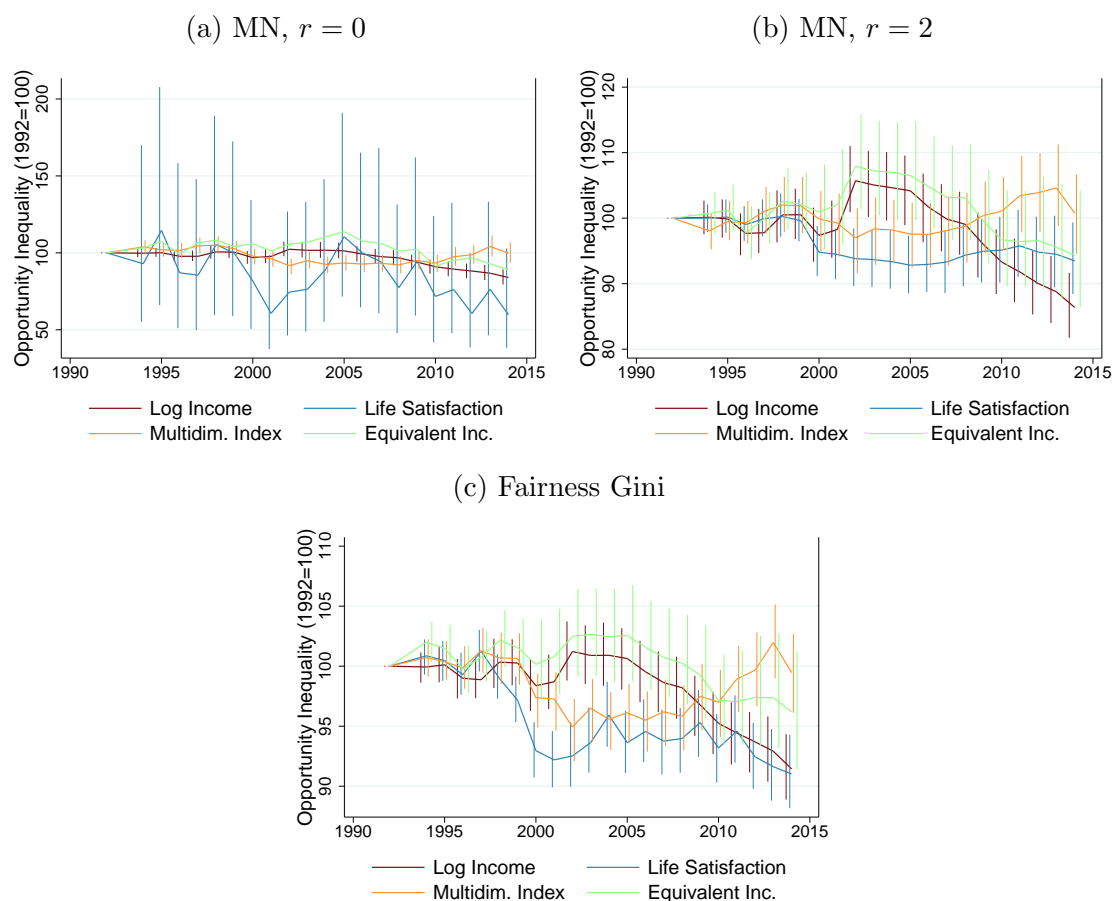 (a) MN, r = 0
(b) MN, r = 2
Opportunity Inequality (1992=100)
200
150
100
50
1990 1995 2000 2005 2010 2015
Log Income Life Satisfaction
Multidim. Index Equivalent Inc.
Opportunity Inequality (1992=100)
120
110
100
90
80
1990 1995 2000 2005 2010 2015
Log Income Life Satisfaction
Multidim. Index Equivalent Inc.
(c) Fairness Gini
Opportunity Inequality (1992=100)
110
105
100
95
90
1990 1995 2000 2005 2010 2015
Log Income Life Satisfaction
Multidim. Index Equivalent Inc.